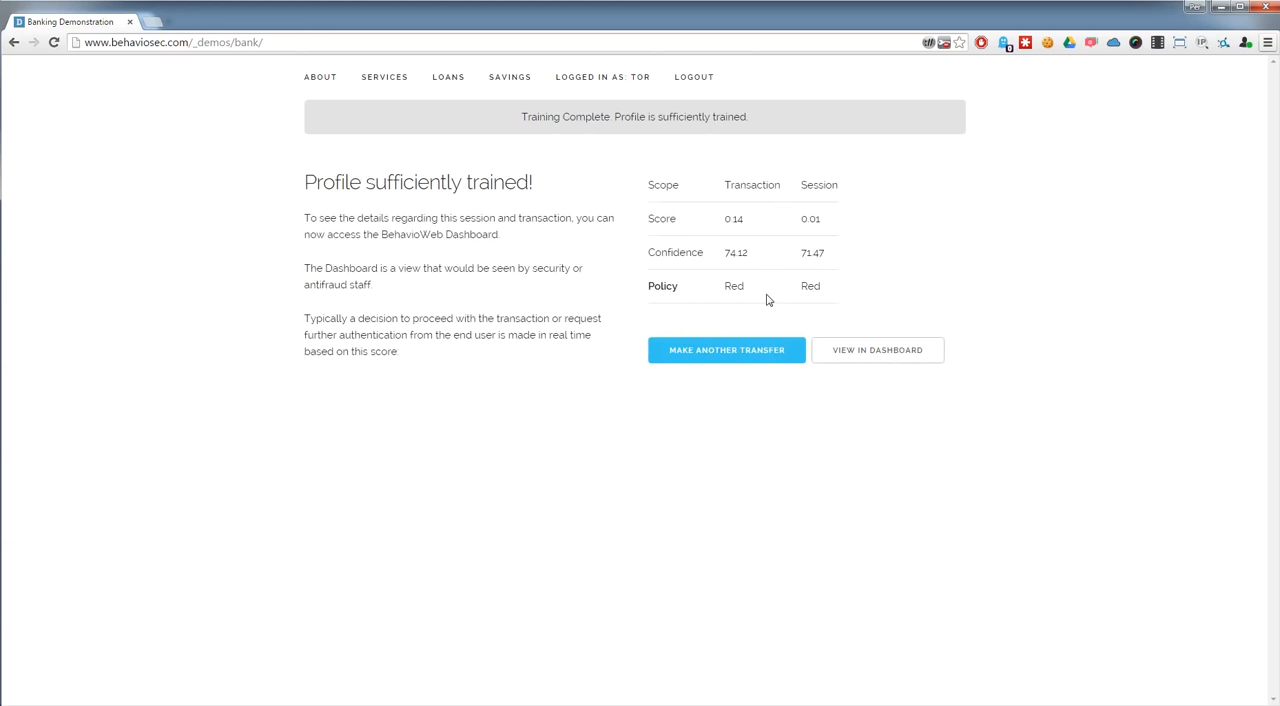 Per
Banking Demonstration
www.behaviosec.com/_demos/bank/
ABOUT SERVICES LOANS SAVINGS LOGGED IN AS: TOR LOGOUT
Training Complete. Profile is sufficiently trained.
Profile sufficiently trained!
To see the details regarding this session and transaction, you can
now access the BehavioWeb Dashboard.
The Dashboard is a view that would be seen by security or
antifraud staff.
Typically a decision to proceed with the transaction or request
further authentication from the end user is made in real time
based on this score:
Scope Transaction Session
Score 0.14 0.01
Confidence 74.12 71.47
Policy Red Red
MAKE ANOTHER TRANSFER VIEW IN DASHBOARD